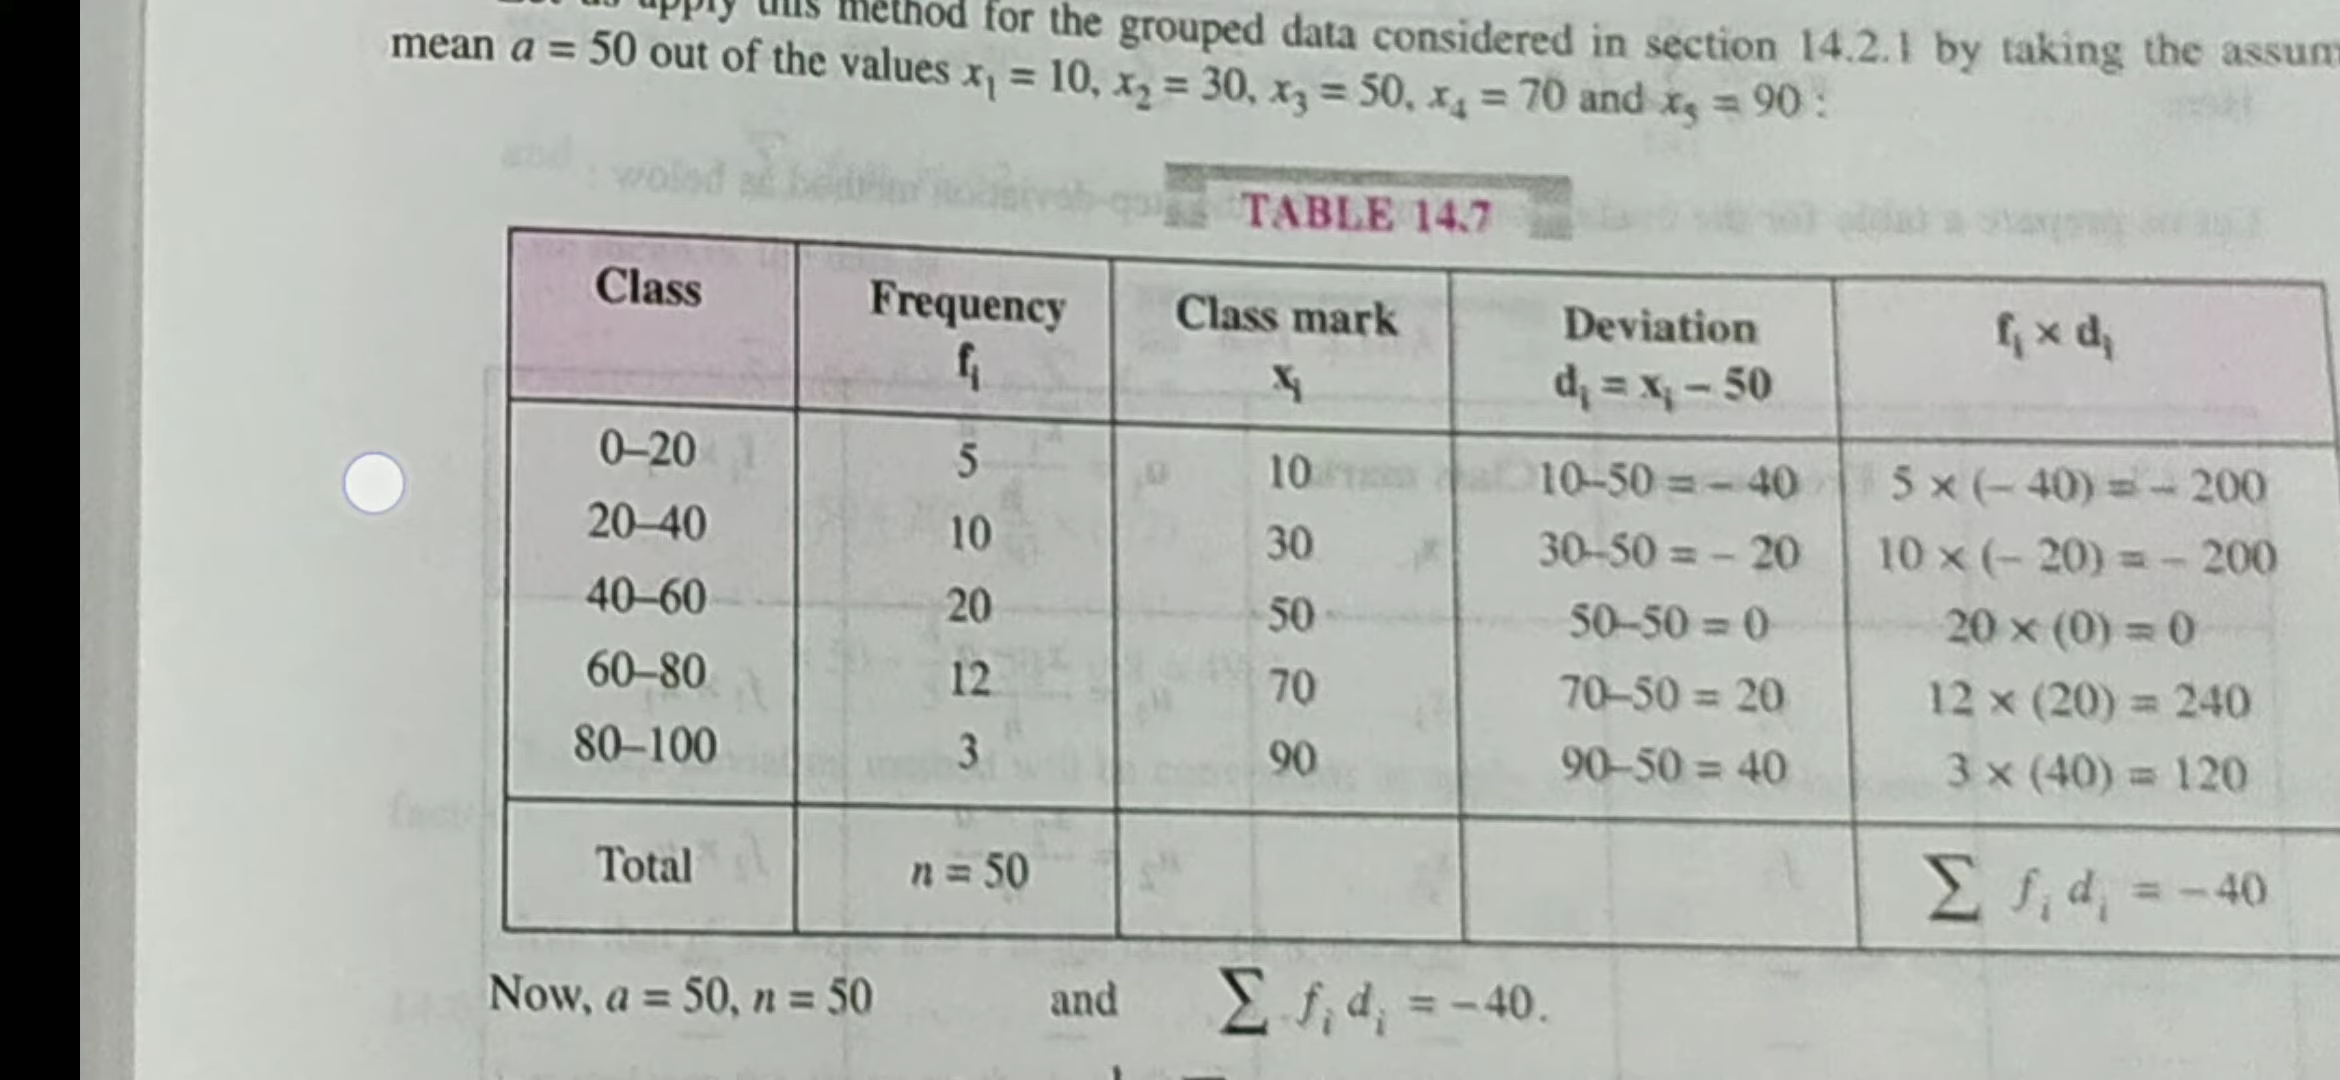 apply this method for the grouped data considered in section 14.2.1 by taking the
mean a = 50 out of the values x₁ = 10, x₂ = 30, x₃ = 50, x₄ = 70 and x₅ = 90 :
TABLE 14.7
Class Frequency fᵢ Class mark xᵢ Deviation dᵢ = xᵢ – 50 fᵢ × dᵢ
0–20 5 10 10–50 = – 40 5 × (– 40) = – 200
20–40 10 30 30–50 = – 20 10 × (– 20) = – 200
40–60 20 50 50–50 = 0 20 × (0) = 0
60–80 12 70 70–50 = 20 12 × (20) = 240
80–100 3 90 90–50 = 40 3 × (40) = 120
Total n = 50 ∑ fᵢ dᵢ = – 40
Now, a = 50, n = 50 and ∑ fᵢ dᵢ = – 40.